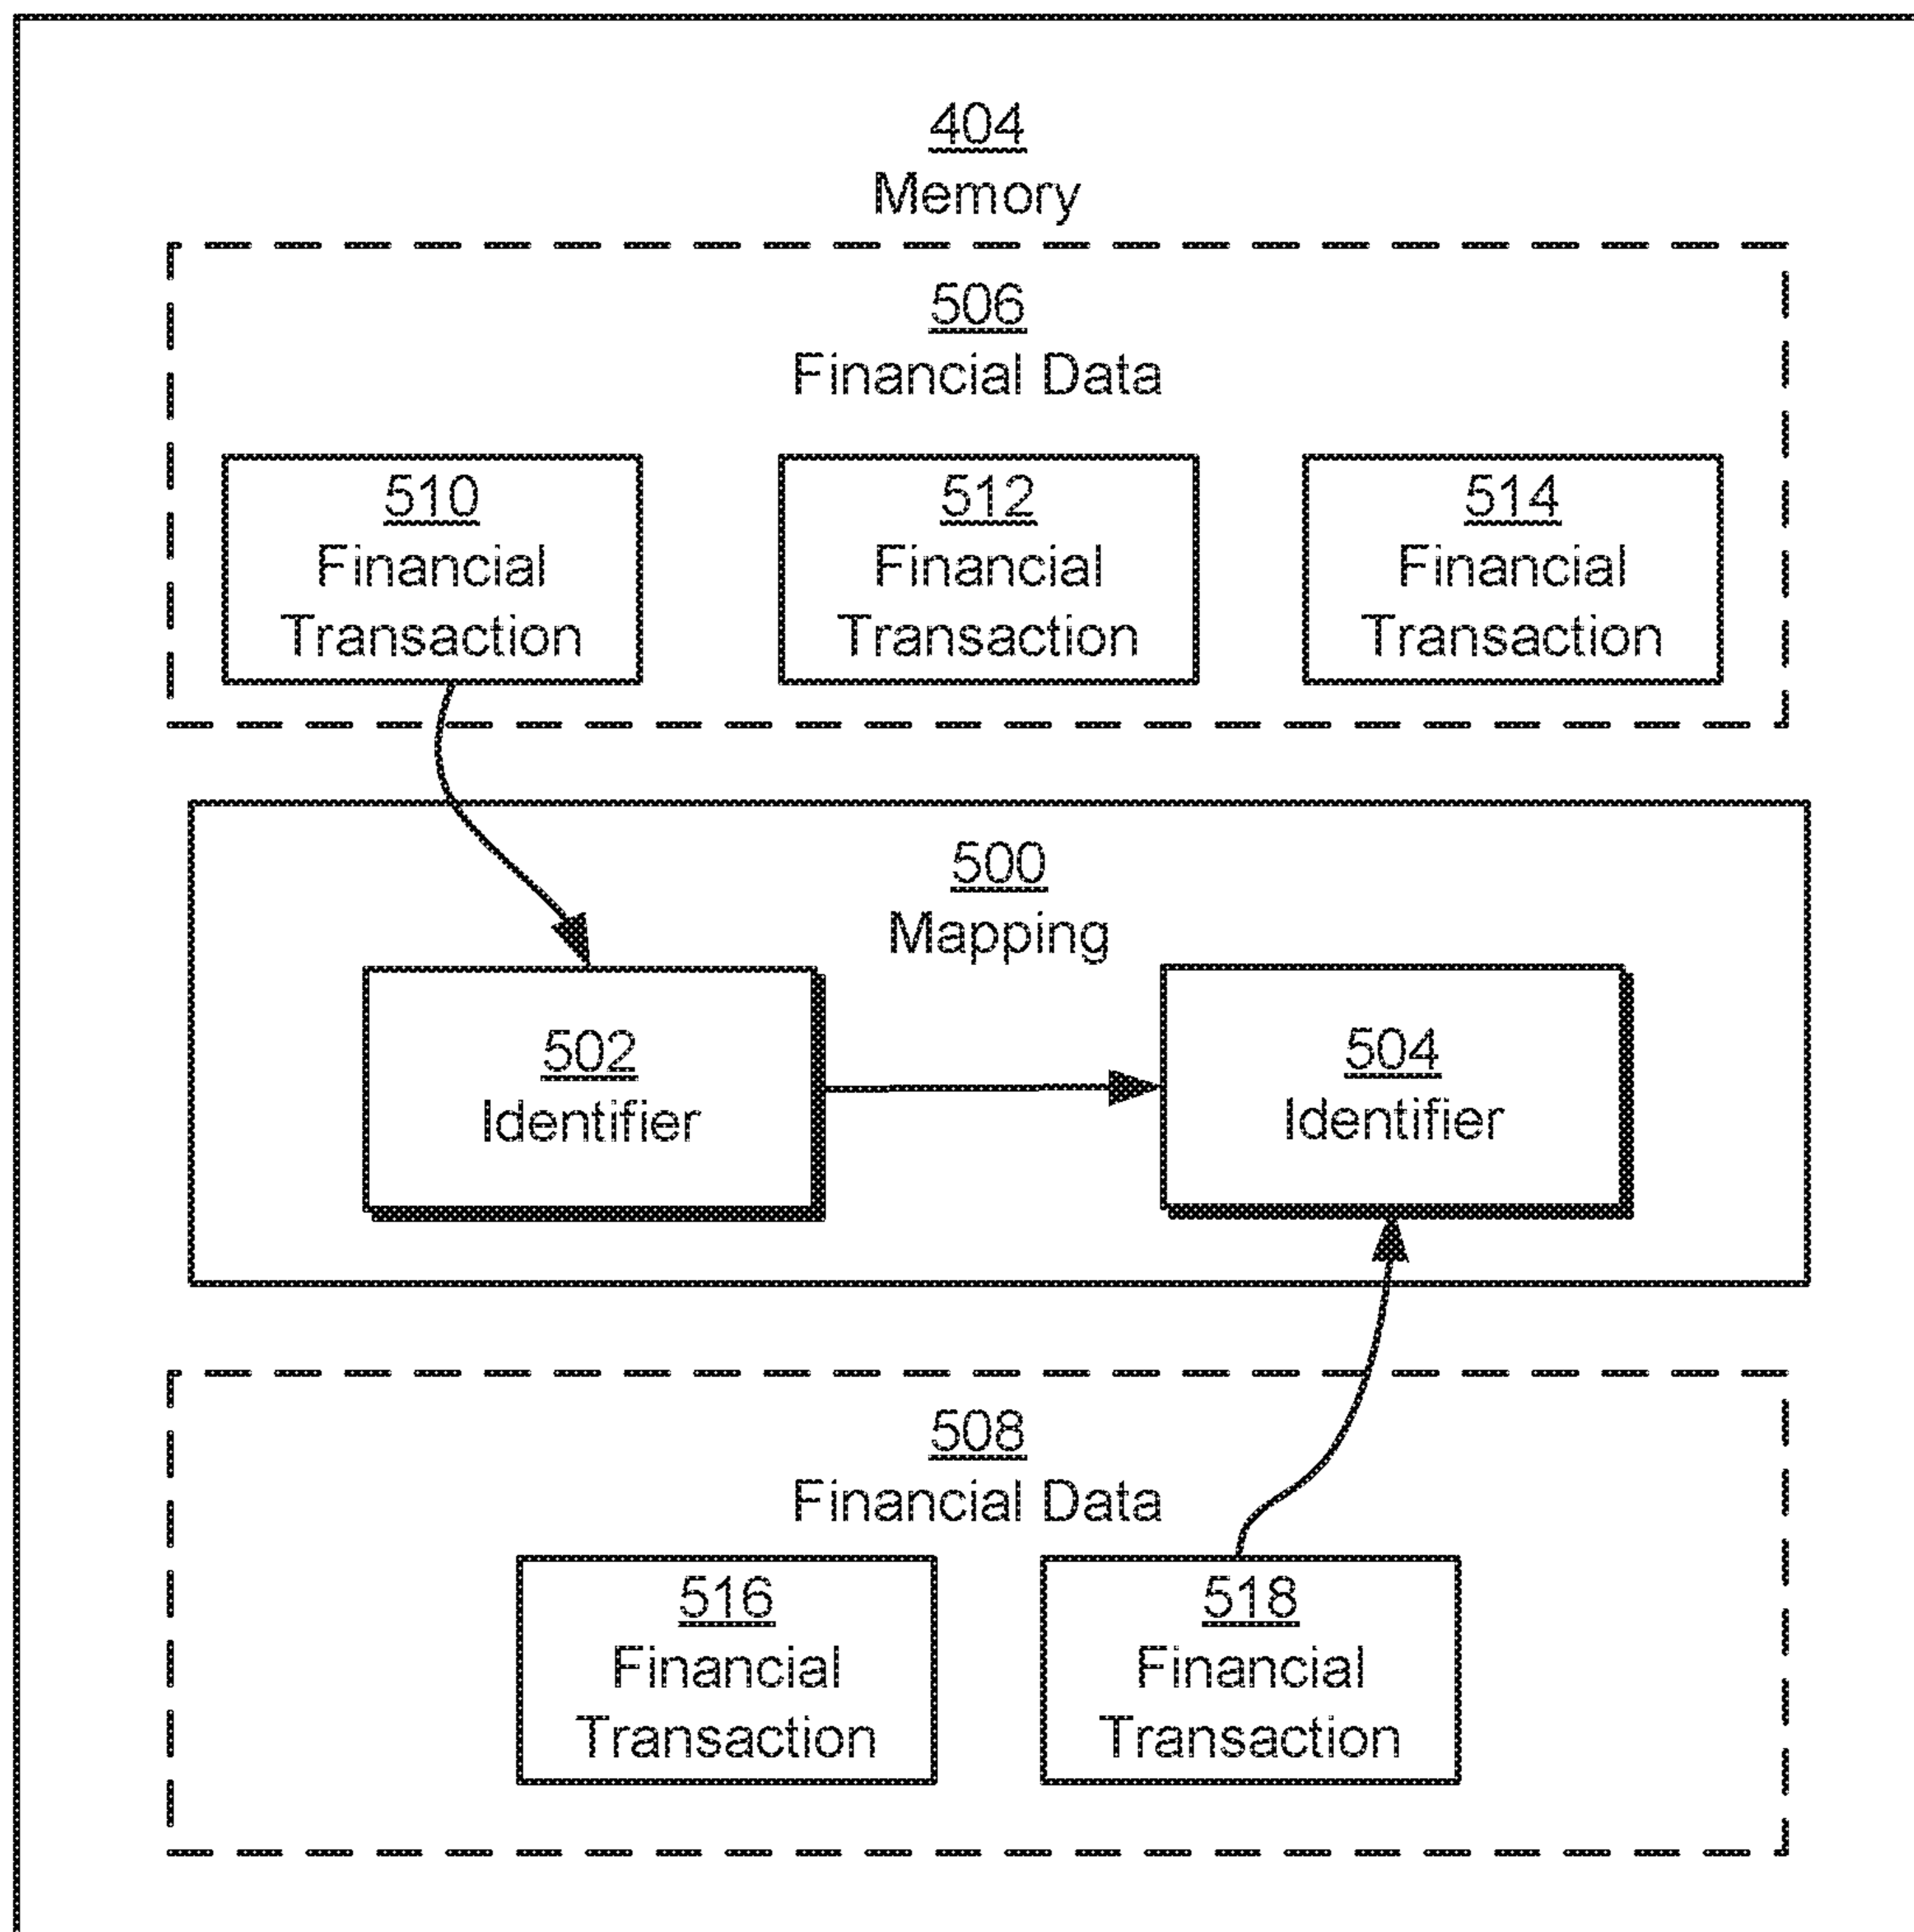 404
Memory
506
Financial Data
510
Financial
Transaction
512
Financial
Transaction
514
Financial
Transaction
500
Mapping
502
Identifier
504
Identifier
508
Financial Data
516
Financial
Transaction
518
Financial
Transaction